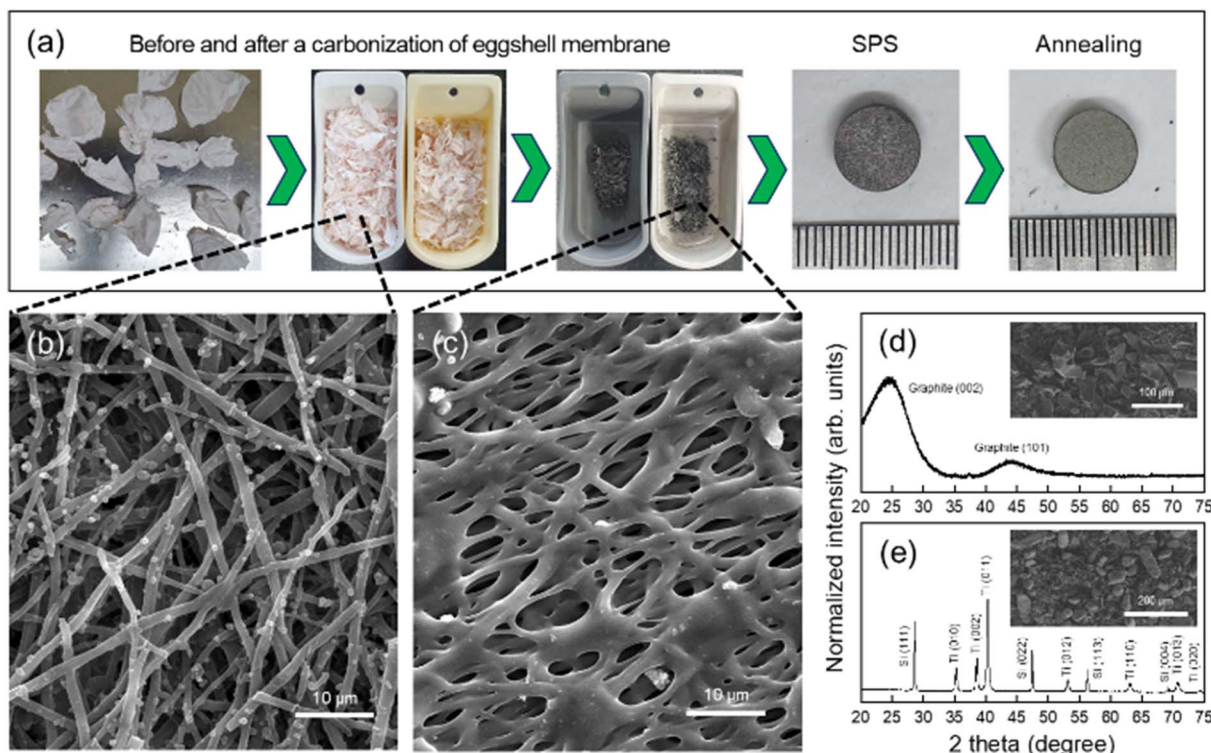 (a)
Before and after a carbonization of eggshell membrane
SPS
Annealing
(b)
10 µm
(c)
10 µm
Normalized intensity (arb. units)
(d)
Graphite (002)
Graphite (101)
100 µm
20 25 30 35 40 45 50 55 60 65 70 75
(e)
200 µm
Si (111)
Ti (010)
Ti (002)
Ti (011)
Si (022)
Ti (012)
Si (113)
Ti (110)
Si (004)
Ti (013)
Ti (020)
20 25 30 35 40 45 50 55 60 65 70 75
2 theta (degree)